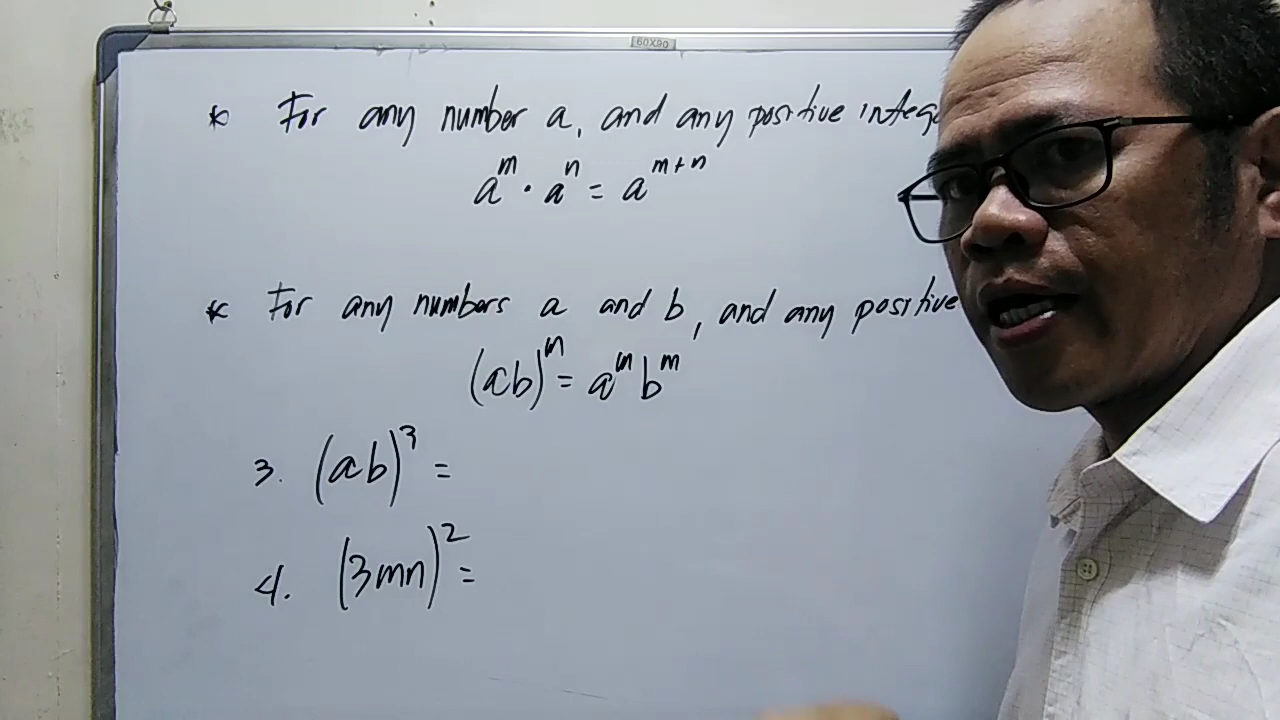 60X90
* For any number a, and any positive integ
a^m · a^n = a^{m+n}
* For any numbers a and b, and any positive
(ab)^m = a^m b^m
3. (ab)^3 =
4. (3mn)^2 =